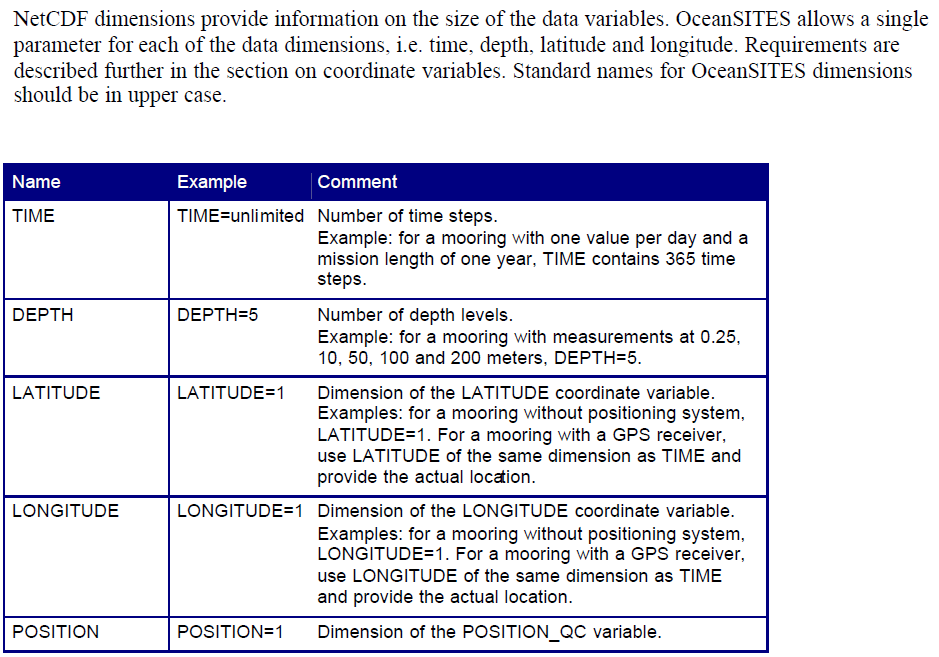 NetCDF dimensions provide information on the size of the data variables. OceanSITES allows a single
parameter for each of the data dimensions, i.e. time, depth, latitude and longitude. Requirements are
described further in the section on coordinate variables. Standard names for OceanSITES dimensions
should be in upper case.
Name Example Comment
TIME TIME=unlimited Number of time steps.
Example: for a mooring with one value per day and a
mission length of one year, TIME contains 365 time
steps.
DEPTH DEPTH=5 Number of depth levels.
Example: for a mooring with measurements at 0.25,
10, 50, 100 and 200 meters, DEPTH=5.
LATITUDE LATITUDE=1 Dimension of the LATITUDE coordinate variable.
Examples: for a mooring without positioning system,
LATITUDE=1. For a mooring with a GPS receiver,
use LATITUDE of the same dimension as TIME and
provide the actual location.
LONGITUDE LONGITUDE=1 Dimension of the LONGITUDE coordinate variable.
Examples: for a mooring without positioning system,
LONGITUDE=1. For a mooring with a GPS receiver,
use LONGITUDE of the same dimension as TIME
and provide the actual location.
POSITION POSITION=1 Dimension of the POSITION_QC variable.